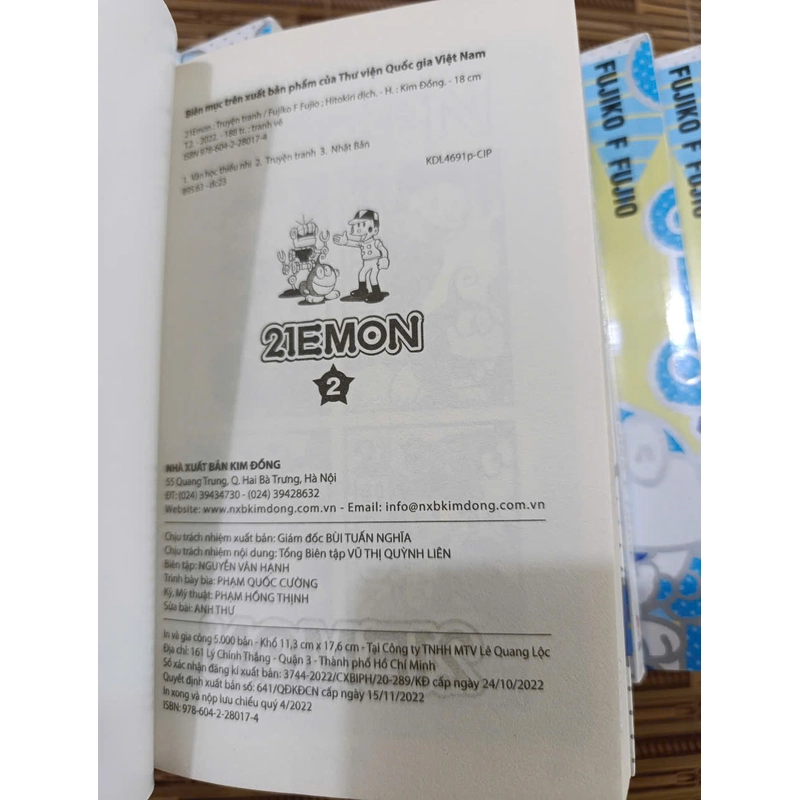 Biên mục trên xuất bản phẩm của Thư viện Quốc gia Việt Nam
21Emon : Truyện tranh / Fujiko F Fujio ; Hitokiri dịch. - H. : Kim Đồng. - 18 cm
T2. - 2022. - 188 tr. : tranh vẽ
ISBN: 978-604-2-28017-4
1. Văn học thiếu nhi 2. Truyện tranh 3. Nhật Bản
895.63 - dc23
KDL4691p-CIP
21EMON
2
NHÀ XUẤT BẢN KIM ĐỒNG
55 Quang Trung, Q. Hai Bà Trưng, Hà Nội
ĐT: (024) 39434730 - (024) 39428632
Website: www.nxbkimdong.com.vn - Email: info@nxbkimdong.com.vn
Chịu trách nhiệm xuất bản: Giám đốc BÙI TUẤN NGHĨA
Chịu trách nhiệm nội dung: Tổng Biên tập VŨ THỊ QUỲNH LIÊN
Biên tập: NGUYỄN VĂN HẠNH
Trình bày bìa: PHẠM QUỐC CƯỜNG
Kỹ, Mỹ thuật: PHẠM HỒNG THỊNH
Sửa bài: ANH THƯ
In và gia công 5.000 bản - Khổ 11,3 cm x 17,6 cm - Tại Công ty TNHH MTV Lê Quang Lộc
Địa chỉ: 161 Lý Chính Thắng - Quận 3 - Thành phố Hồ Chí Minh
Số xác nhận đăng kí xuất bản: 3744-2022/CXBIPH/20-289/KĐ cấp ngày 24/10/2022
Quyết định xuất bản số: 641/QĐKĐCN cấp ngày 15/11/2022
In xong và nộp lưu chiểu quý 4/2022
ISBN: 978-604-2-28017-4
FUJIKO F FUJIO
FUJIKO F FUJIO